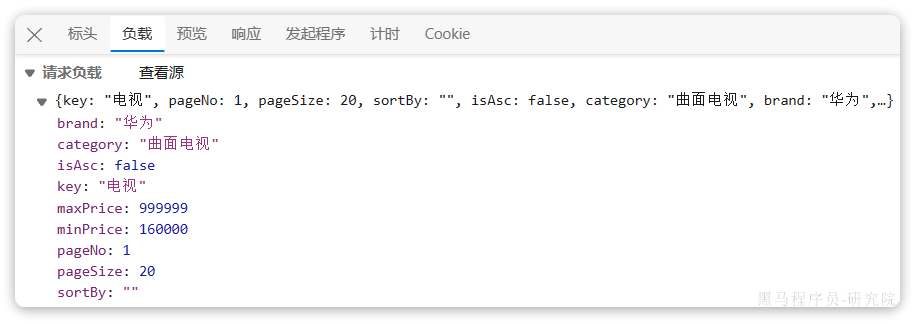 标头 负载 预览 响应 发起程序 计时 Cookie
请求负载 查看源
{key: "电视", pageNo: 1, pageSize: 20, sortBy: "", isAsc: false, category: "曲面电视", brand: "华为",…}
brand: "华为"
category: "曲面电视"
isAsc: false
key: "电视"
maxPrice: 999999
minPrice: 160000
pageNo: 1
pageSize: 20
sortBy: ""
黑马程序员-研究院